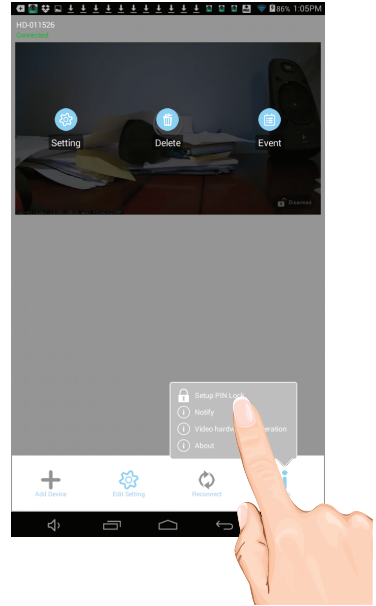 86% 1:05PM
HD-011526
Connected
Setting
Delete
Event
Disarmed
Setup PIN Lock
Notify
Video hardw eration
About
Add Device
Edit Setting
Reconnect